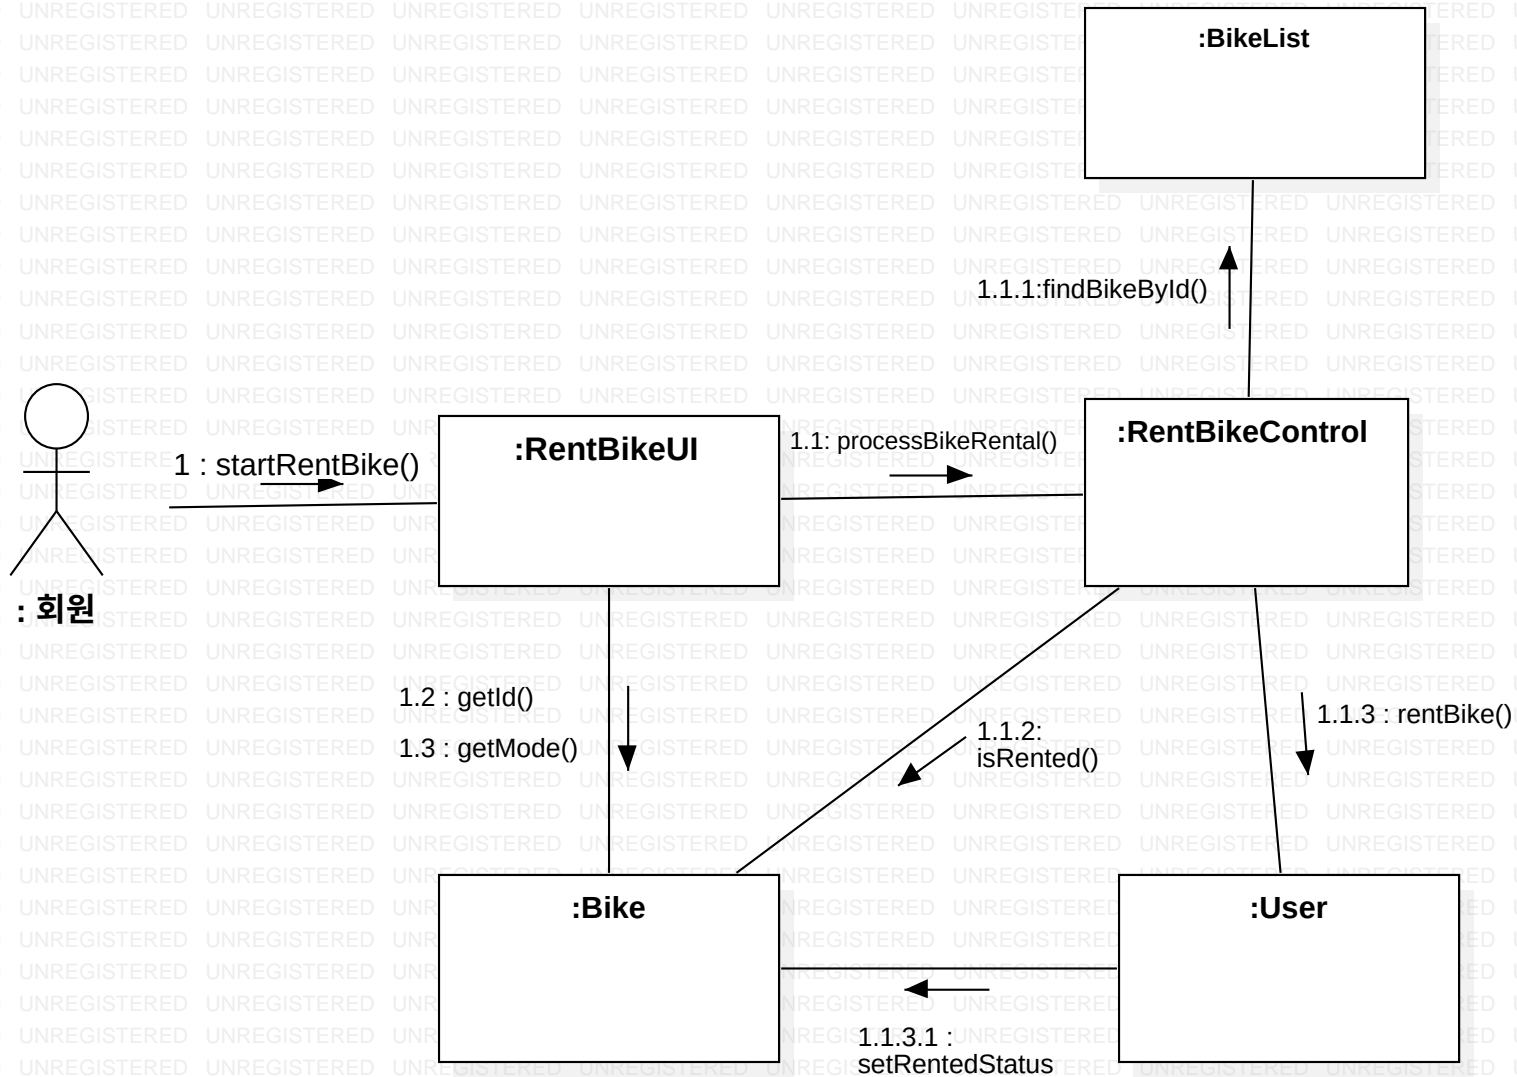 :BikeList
1.1.1:findBikeById()
1 : startRentBike()
:RentBikeUI
1.1: processBikeRental()
:RentBikeControl
: 회원
1.2 : getId()
1.3 : getMode()
1.1.2:
isRented()
1.1.3 : rentBike()
:Bike
:User
1.1.3.1 :
setRentedStatus
UNREGISTERED